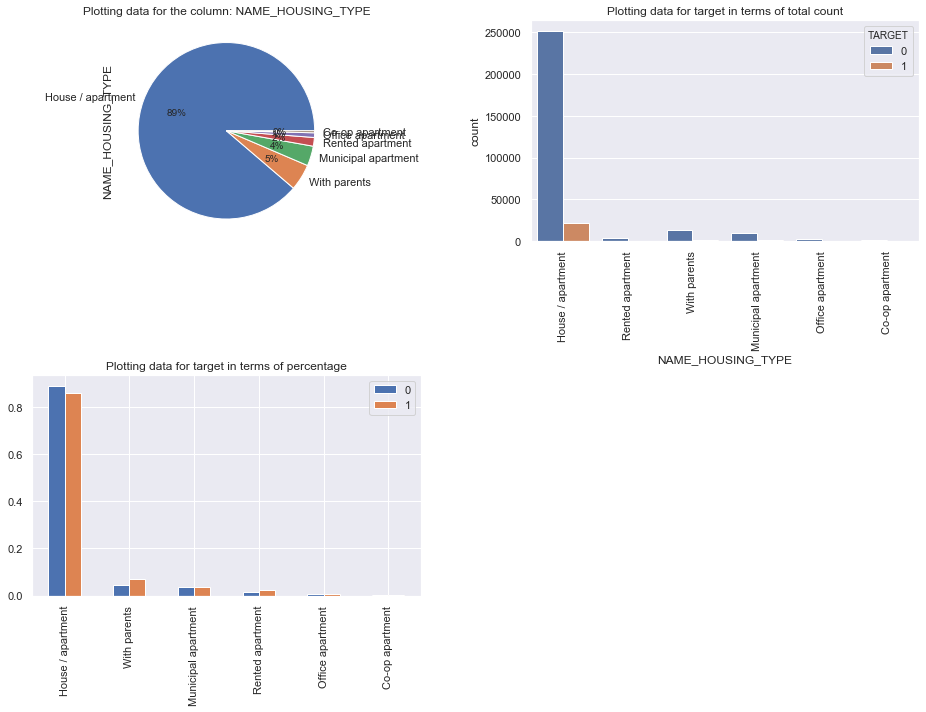 Plotting data for the column: NAME_HOUSING_TYPE
NAME_HOUSING_TYPE
House / apartment
89%
Co-op apartment
Office apartment
Rented apartment
4%
Municipal apartment
5%
With parents
Plotting data for target in terms of total count
TARGET
0
1
count
250000
200000
150000
100000
50000
0
House / apartment
Rented apartment
With parents
Municipal apartment
Office apartment
Co-op apartment
NAME_HOUSING_TYPE
Plotting data for target in terms of percentage
0
1
0.8
0.6
0.4
0.2
0.0
House / apartment
With parents
Municipal apartment
Rented apartment
Office apartment
Co-op apartment